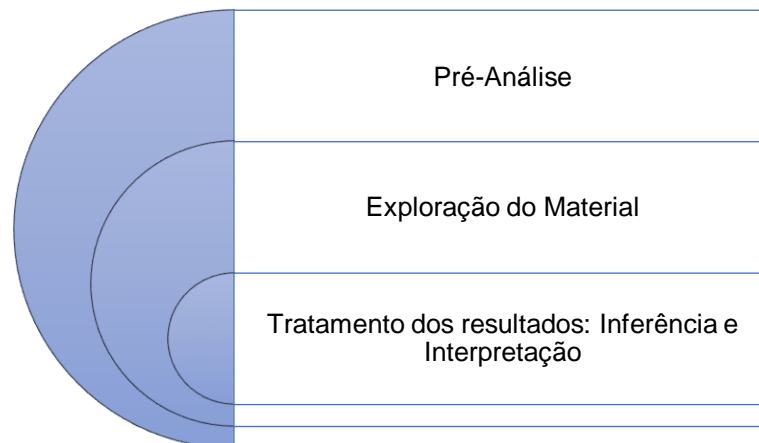 Pré-Análise
Exploração do Material
Tratamento dos resultados: Inferência e
Interpretação